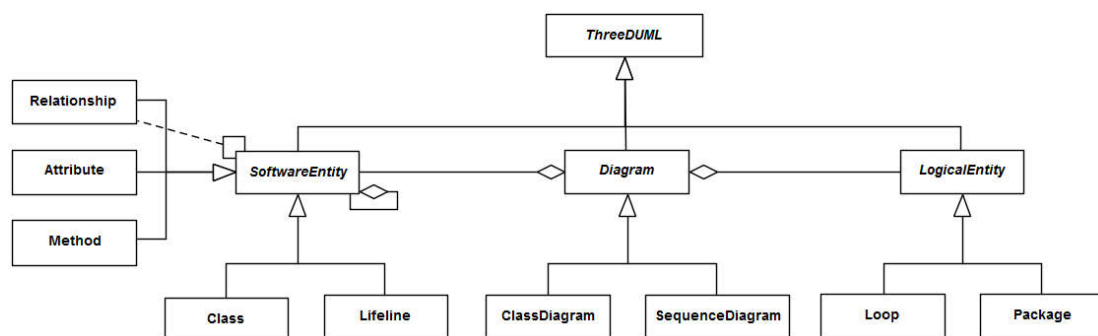 ThreeDUML
Relationship
Attribute
SoftwareEntity
Diagram
LogicalEntity
Method
Class
Lifeline
ClassDiagram
SequenceDiagram
Loop
Package